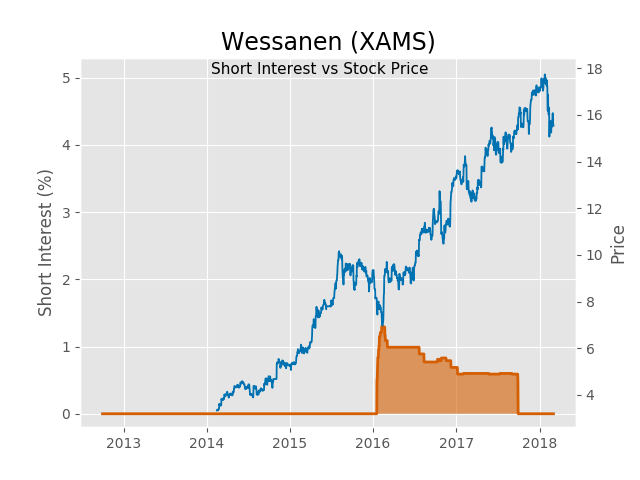 Wessanen (XAMS)
Short Interest vs Stock Price
Short Interest (%)
5
4
3
2
1
0
18
16
14
12
10
8
6
4
Price
2013 2014 2015 2016 2017 2018